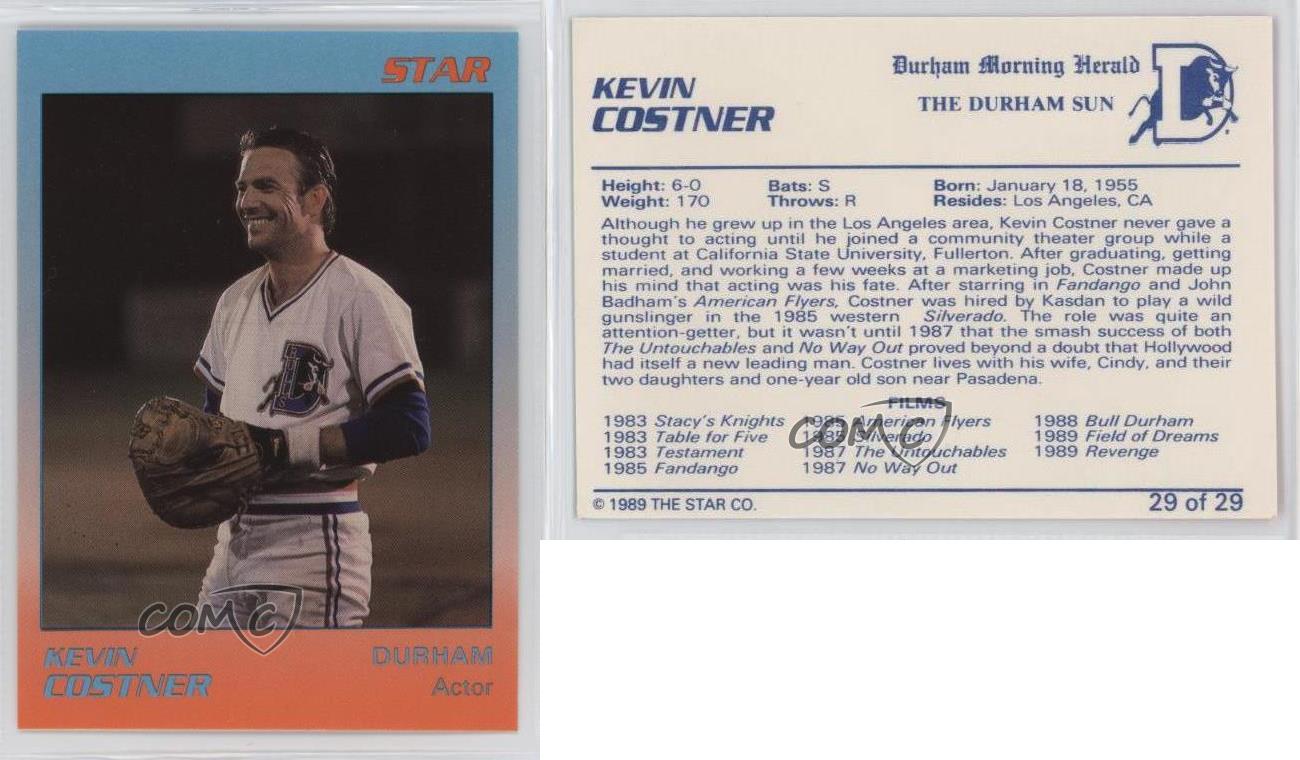 STAR
KEVIN
COSTNER
DURHAM
Actor
COMC
KEVIN
COSTNER
Durham Morning Herald
THE DURHAM SUN
D
Height: 6-0 Bats: S Born: January 18, 1955
Weight: 170 Throws: R Resides: Los Angeles, CA
Although he grew up in the Los Angeles area, Kevin Costner never gave a
thought to acting until he joined a community theater group while a
student at California State University, Fullerton. After graduating, getting
married, and working a few weeks at a marketing job, Costner made up
his mind that acting was his fate. After starring in Fandango and John
Badham's American Flyers, Costner was hired by Kasdan to play a wild
gunslinger in the 1985 western Silverado. The role was quite an
attention-getter, but it wasn't until 1987 that the smash success of both
The Untouchables and No Way Out proved beyond a doubt that Hollywood
had itself a new leading man. Costner lives with his wife, Cindy, and their
two daughters and one-year old son near Pasadena.
FILMS
1983 Stacy's Knights 1985 American Flyers 1988 Bull Durham
1983 Table for Five 1985 Silverado 1989 Field of Dreams
1983 Testament 1987 The Untouchables 1989 Revenge
1985 Fandango 1987 No Way Out
COMC
© 1989 THE STAR CO. 29 of 29